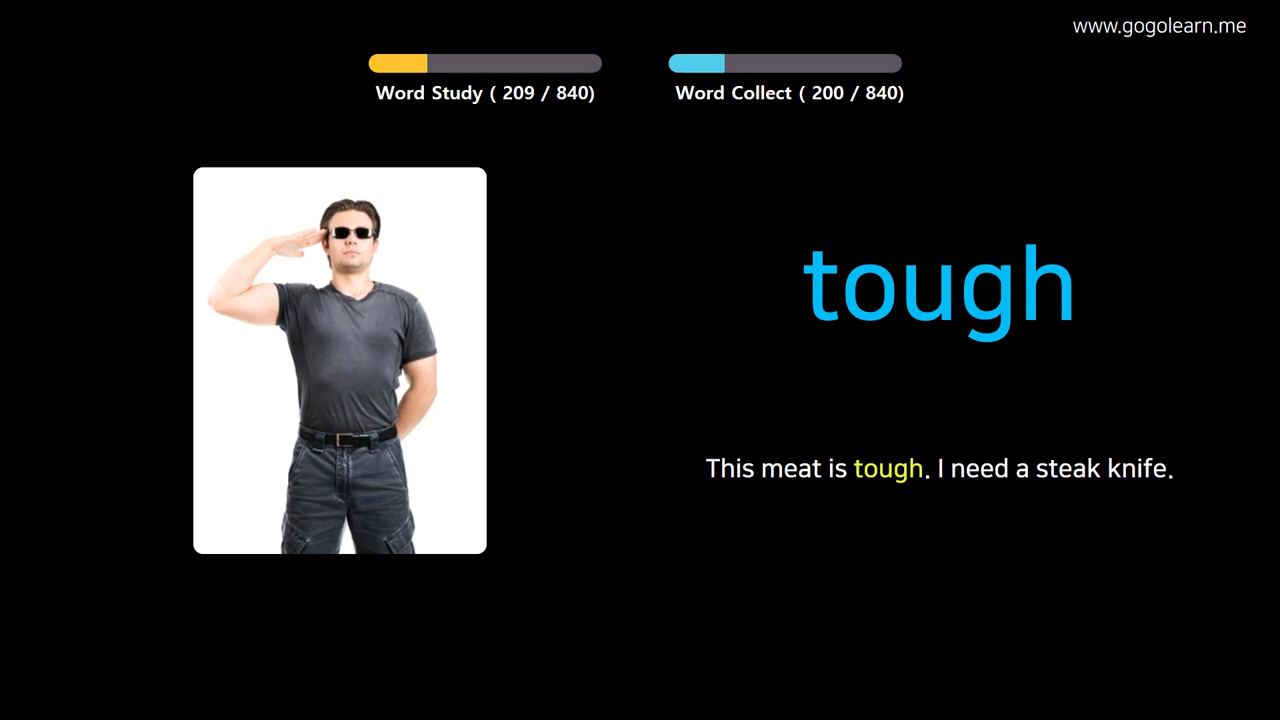 www.gogolearn.me
Word Study ( 209 / 840)
Word Collect ( 200 / 840)
tough
This meat is tough. I need a steak knife.